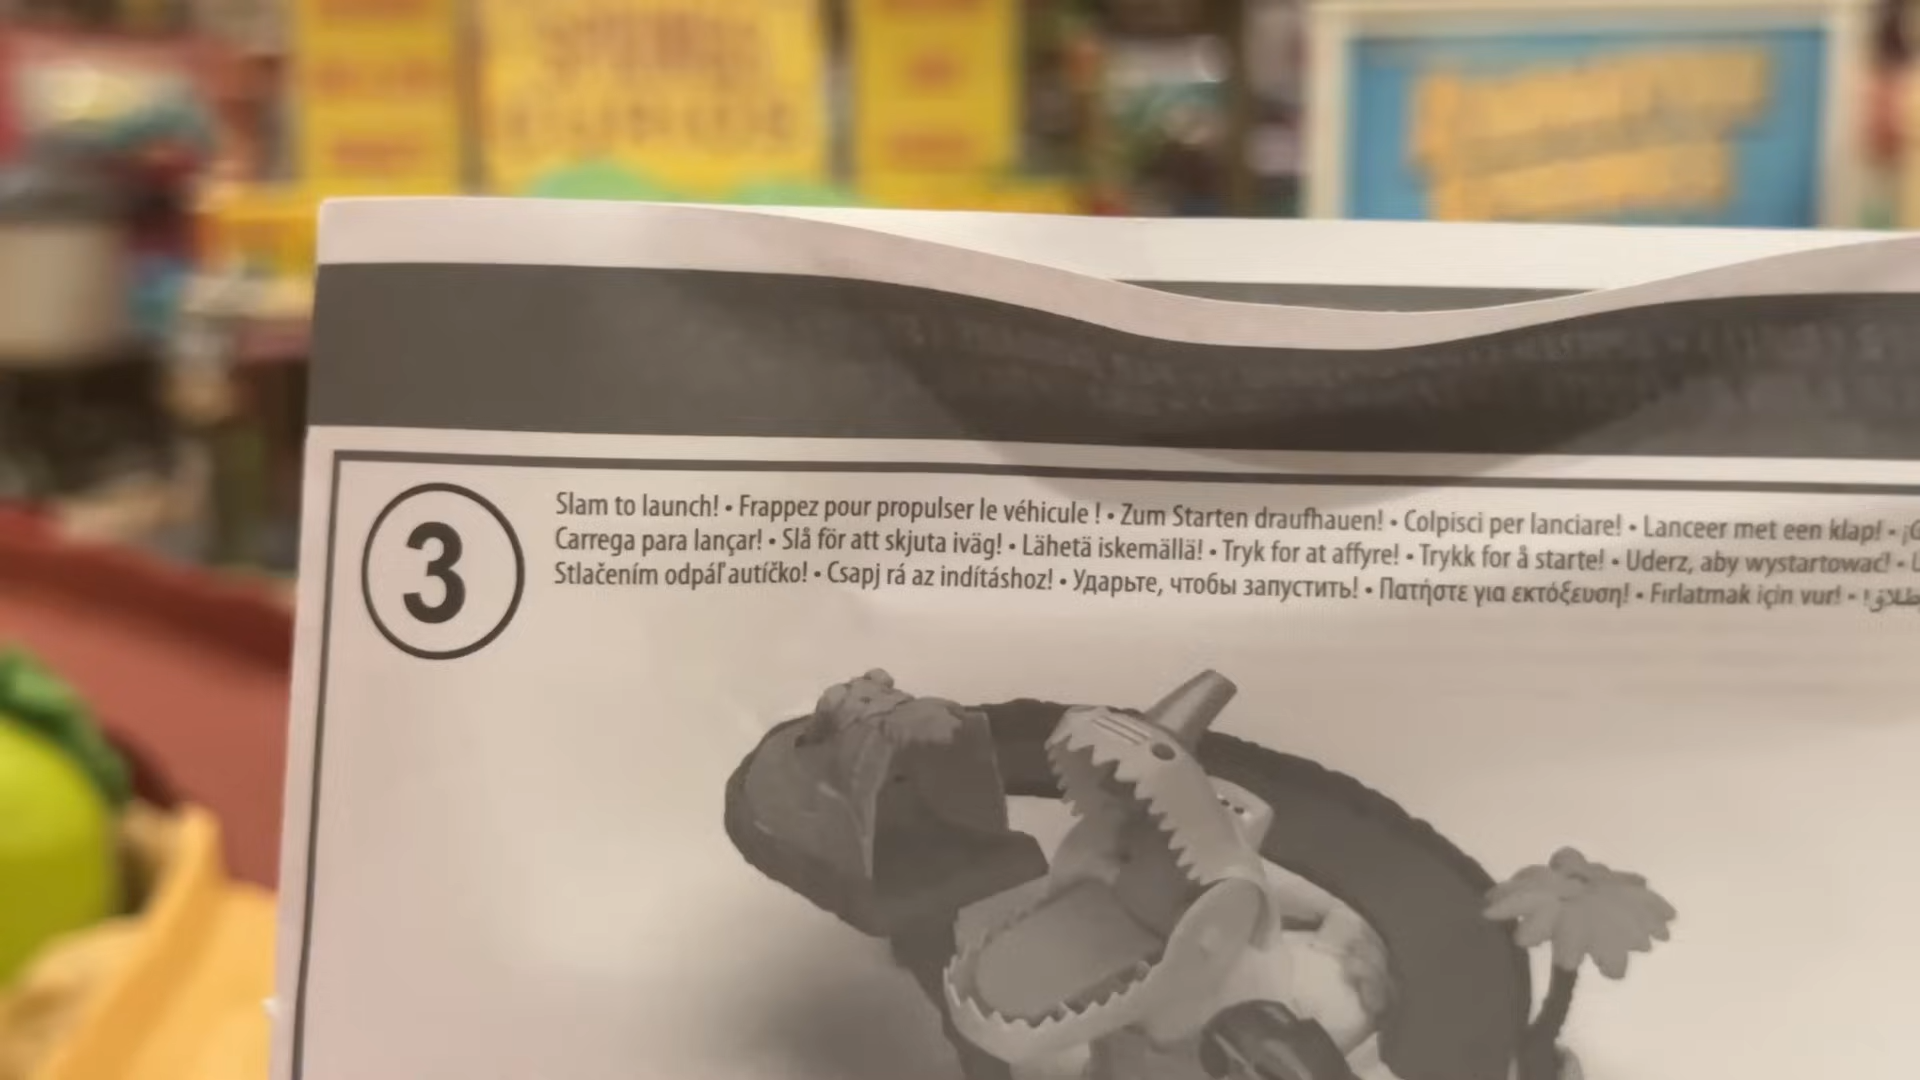 3
Slam to launch! • Frappez pour propulser le véhicule ! • Zum Starten draufhauen! • Colpisci per lanciare! • Lanceer met een klap! •
Carrega para lançar! • Slå för att skjuta iväg! • Lähetä iskemällä! • Tryk for at affyre! • Trykk for å starte! • Uderz, aby wystartować! •
Stlačením odpáľ autíčko! • Csapj rá az indításhoz! • Ударьте, чтобы запустить! • Πατήστε για εκτόξευση! • Fırlatmak için vur! •